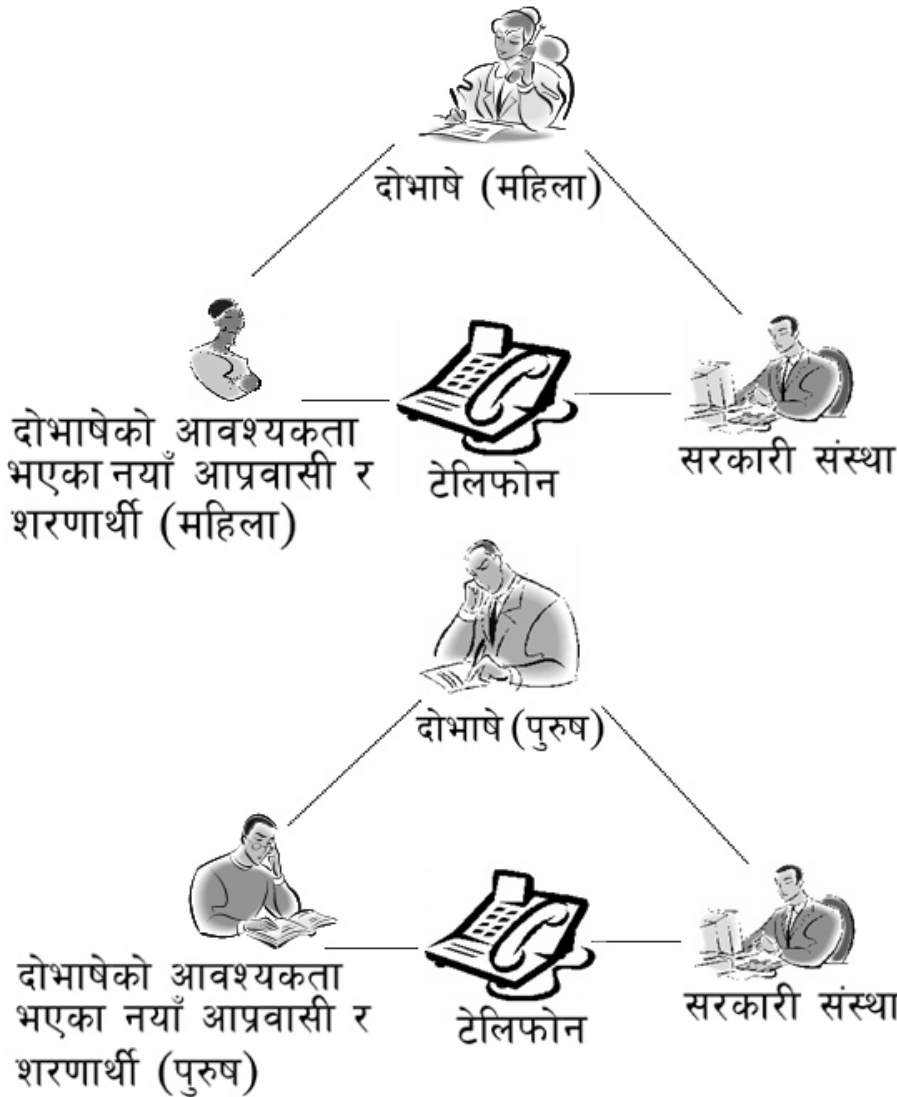 दोभाषे (महिला)
दोभाषेको आवश्यकता
भएका नयाँ आप्रवासी र
शरणार्थी (महिला)
टेलिफोन
सरकारी संस्था
दोभाषे (पुरुष)
दोभाषेको आवश्यकता
भएका नयाँ आप्रवासी र
शरणार्थी (पुरुष)
टेलिफोन
सरकारी संस्था